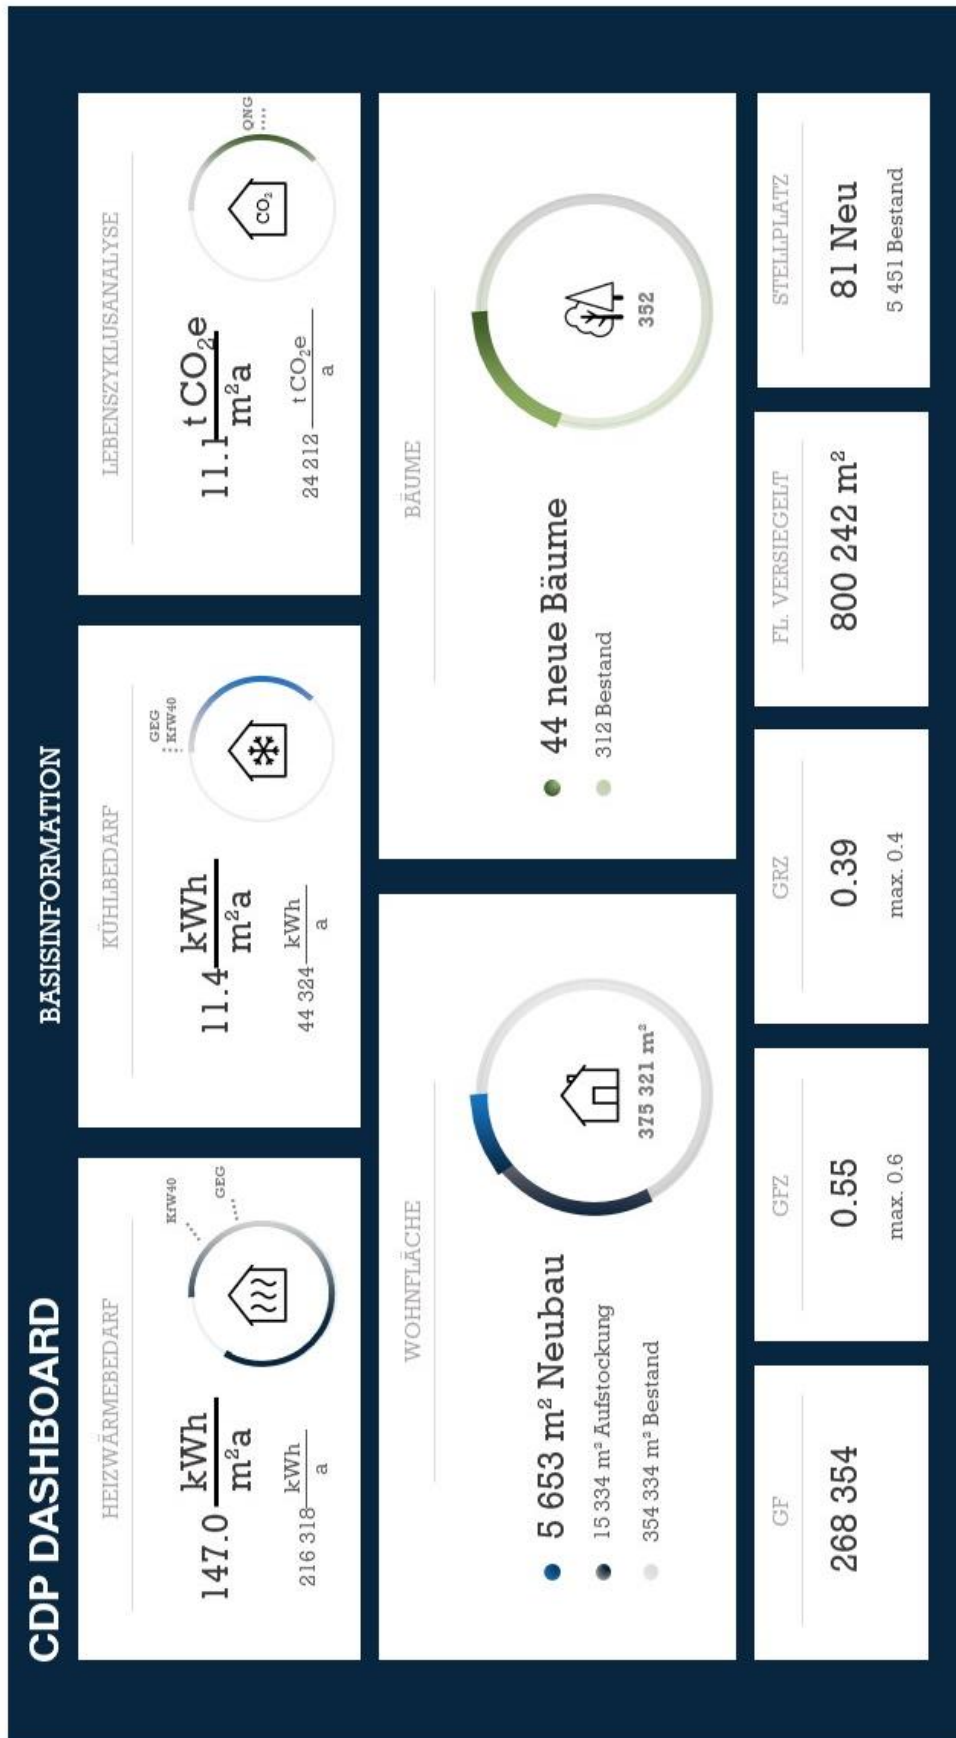 CDP DASHBOARD
BASISINFORMATION
HEIZWÄRMEBEDARF
147.0 kWh
m²a
216 318 kWh
a
KfW40
GEG
KÜHLBEDARF
11.4 kWh
m²a
44 324 kWh
a
GEG
KfW40
LEBENSZYKLUSANALYSE
11.1 t CO₂e
m²a
24 212 t CO₂e
a
QNG
CO₂
WOHNFLÄCHE
5 653 m² Neubau
15 334 m² Aufstockung
354 334 m² Bestand
375 321 m²
BÄUME
44 neue Bäume
312 Bestand
352
GF
268 354
GFZ
0.55
max. 0.6
GRZ
0.39
max. 0.4
FL. VERSIEGELT
800 242 m²
STELLPLATZ
81 Neu
5 451 Bestand